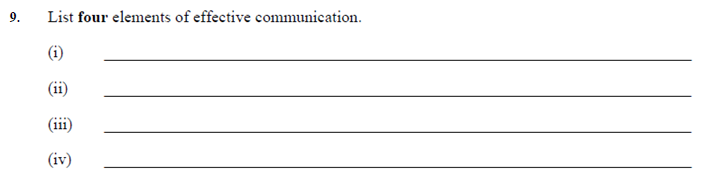 9. List four elements of effective communication.
(i)
(ii)
(iii)
(iv)